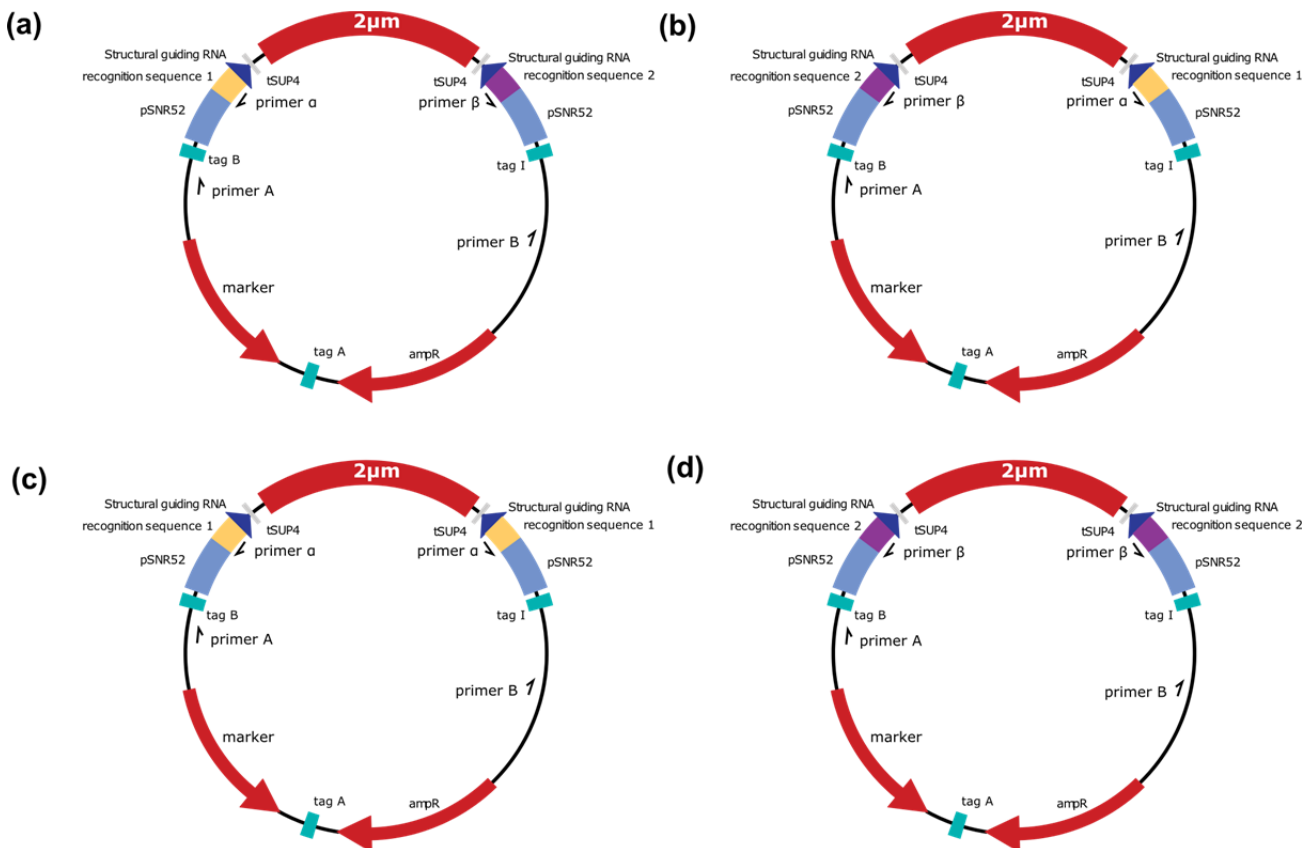 (a)
2μm
Structural guiding RNA
recognition sequence 1
tSUP4
primer α
pSNR52
tag B
primer A
tSUP4
Structural guiding RNA
recognition sequence 2
primer β
pSNR52
tag I
primer B
marker
tag A
ampR
(b)
2μm
Structural guiding RNA
recognition sequence 2
tSUP4
primer β
pSNR52
tag B
primer A
tSUP4
Structural guiding RNA
recognition sequence 1
primer α
pSNR52
tag I
primer B
marker
tag A
ampR
(c)
2μm
Structural guiding RNA
recognition sequence 1
tSUP4
primer α
pSNR52
tag B
primer A
tSUP4
Structural guiding RNA
recognition sequence 1
primer α
pSNR52
tag I
primer B
marker
tag A
ampR
(d)
2μm
Structural guiding RNA
recognition sequence 2
tSUP4
primer β
pSNR52
tag B
primer A
tSUP4
Structural guiding RNA
recognition sequence 2
primer β
pSNR52
tag I
primer B
marker
tag A
ampR